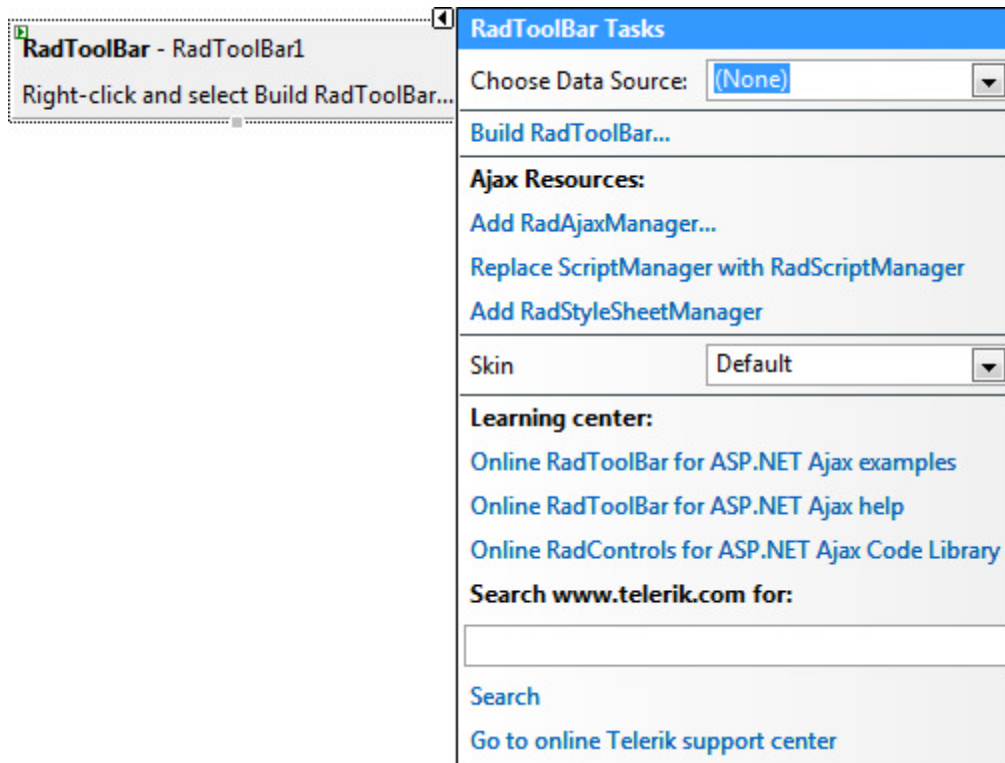 RadToolBar - RadToolBar1
Right-click and select Build RadToolBar...
RadToolBar Tasks
Choose Data Source: (None)
Build RadToolBar...
Ajax Resources:
Add RadAjaxManager...
Replace ScriptManager with RadScriptManager
Add RadStyleSheetManager
Skin Default
Learning center:
Online RadToolBar for ASP.NET Ajax examples
Online RadToolBar for ASP.NET Ajax help
Online RadControls for ASP.NET Ajax Code Library
Search www.telerik.com for:
Search
Go to online Telerik support center